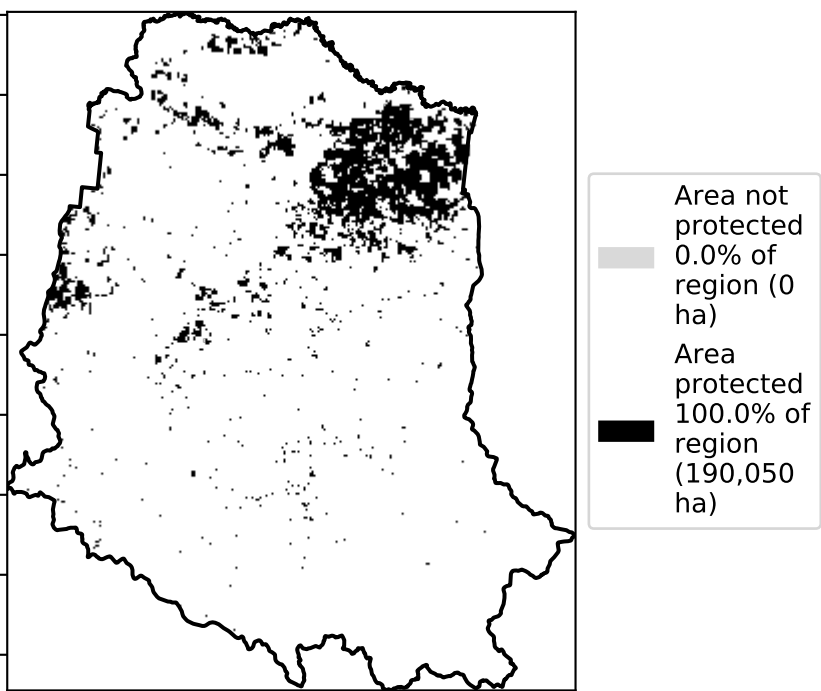 Area not
protected
0.0% of
region (0
ha)
Area
protected
100.0% of
region
(190,050
ha)